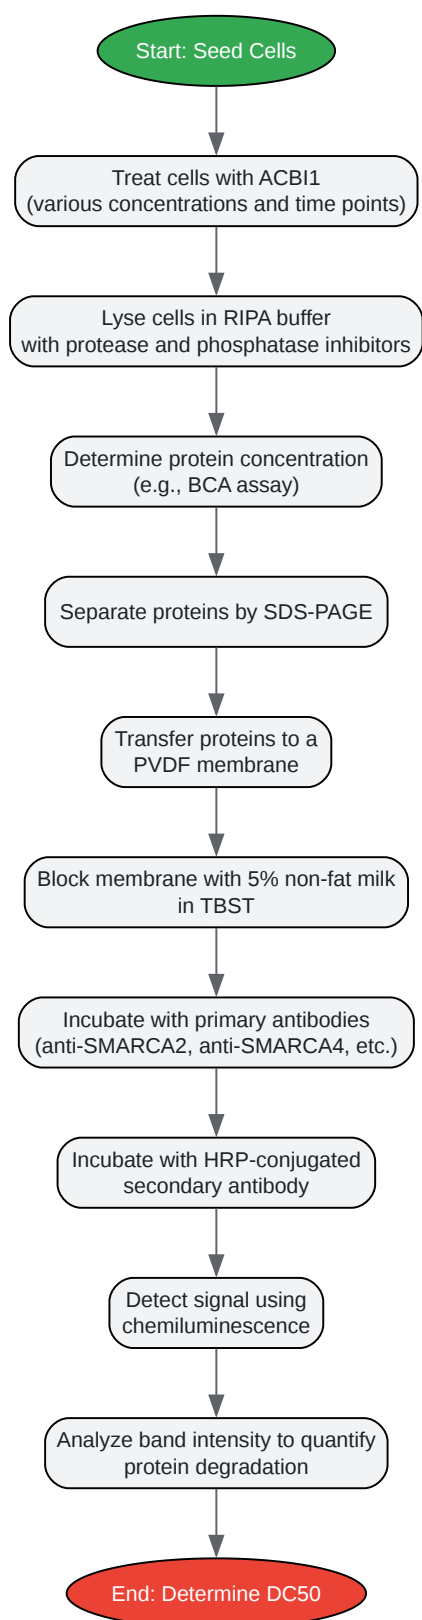 Start: Seed Cells
Treat cells with ACBI1
(various concentrations and time points)
Lyse cells in RIPA buffer
with protease and phosphatase inhibitors
Determine protein concentration
(e.g., BCA assay)
Separate proteins by SDS-PAGE
Transfer proteins to a
PVDF membrane
Block membrane with 5% non-fat milk
in TBST
Incubate with primary antibodies
(anti-SMARCA2, anti-SMARCA4, etc.)
Incubate with HRP-conjugated
secondary antibody
Detect signal using
chemiluminescence
Analyze band intensity to quantify
protein degradation
End: Determine DC50